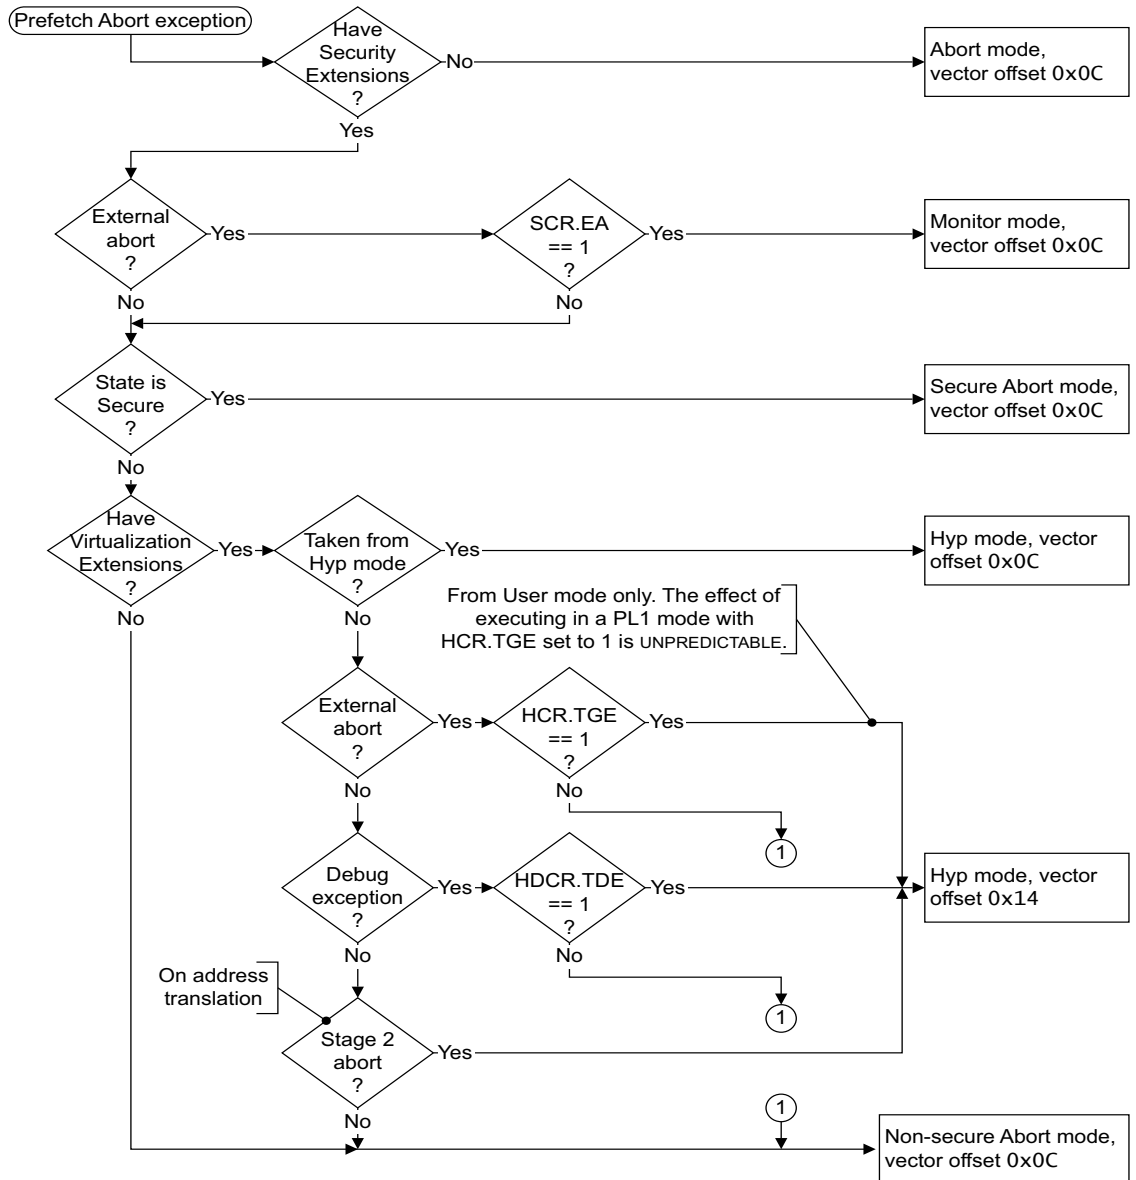 Prefetch Abort exception
Have
Security
Extensions
?
No
Abort mode,
vector offset 0x0C
Yes
External
abort
?
Yes
SCR.EA
== 1
?
Yes
Monitor mode,
vector offset 0x0C
No
No
State is
Secure
?
Yes
Secure Abort mode,
vector offset 0x0C
No
Have
Virtualization
Extensions
?
Yes
Taken from
Hyp mode
?
Yes
Hyp mode, vector
offset 0x0C
No
No
From User mode only. The effect of
executing in a PL1 mode with
HCR.TGE set to 1 is UNPREDICTABLE.
External
abort
?
Yes
HCR.TGE
== 1
?
Yes
No
No
1
Debug
exception
?
Yes
HDCR.TDE
== 1
?
Yes
Hyp mode, vector
offset 0x14
No
No
On address
translation
1
Stage 2
abort
?
Yes
No
1
Non-secure Abort mode,
vector offset 0x0C